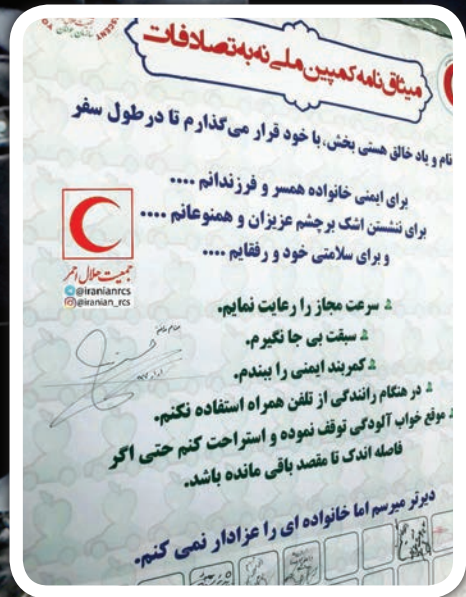 میثاق نامه کمپین ملی نه به تصادفات
نام و یاد خالق هستی بخش، با خود قرار می‌گذارم تا در طول سفر
برای ایمنی خانواده همسر و فرزندانم ....
برای ننشستن اشک بر چشم عزیزان و همنوعانم ....
و برای سلامتی خود و رفقایم ....
جمعیت هلال احمر
@iranianrcs
@iranian_rcs
سرعت مجاز را رعایت نمایم.
سبقت بی جا نگیرم.
کمربند ایمنی را ببندم.
در هنگام رانندگی از تلفن همراه استفاده نکنم.
موقع خواب آلودگی توقف نموده و استراحت کنم حتی اگر
فاصله اندک تا مقصد باقی مانده باشد.
دیرتر میرسم اما خانواده ای را عزادار نمی کنم.